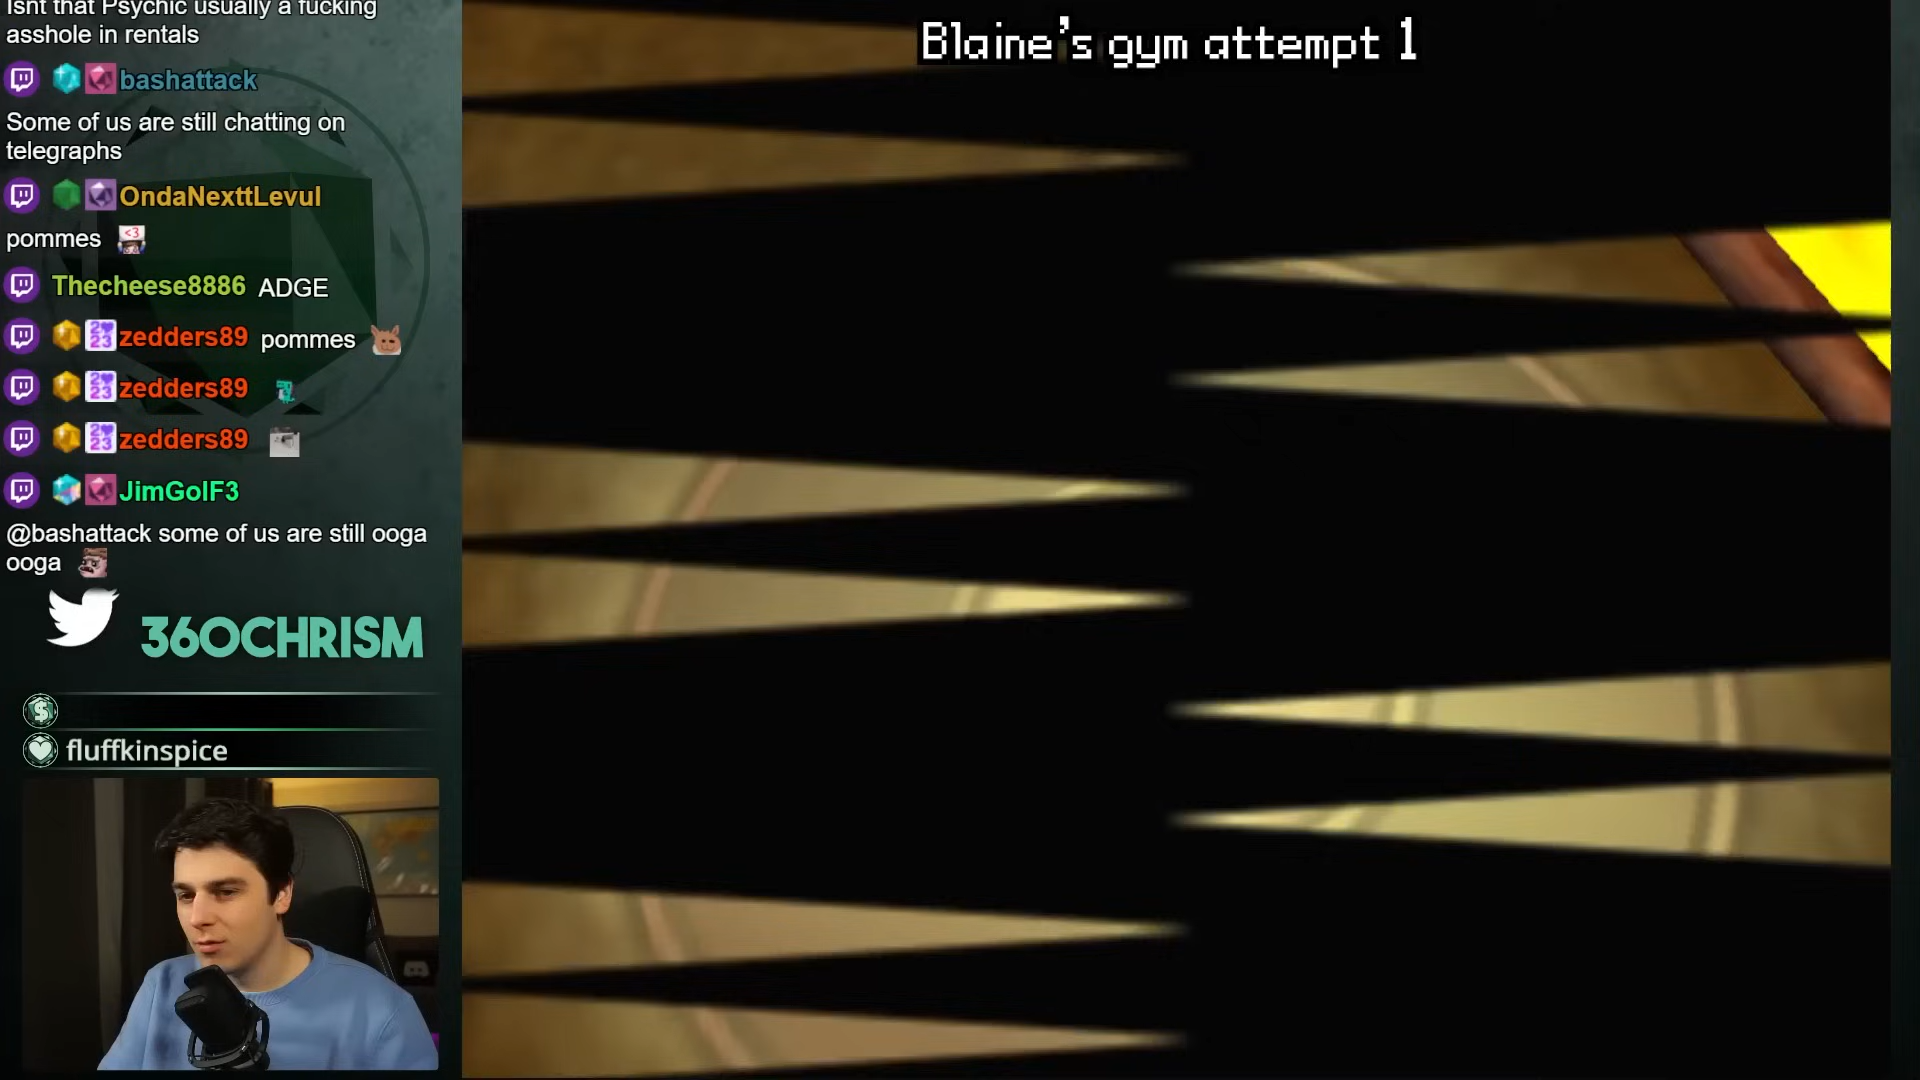 Isnt that Psychic usually a fucking
asshole in rentals
bashattack
Some of us are still chatting on
telegraphs
OndaNexttLevul
pommes <3
Thecheese8886 ADGE
zedders89 pommes
zedders89
zedders89
JimGolF3
@bashattack some of us are still ooga
ooga
360CHRISM
$
fluffkinspice
Blaine's gym attempt 1